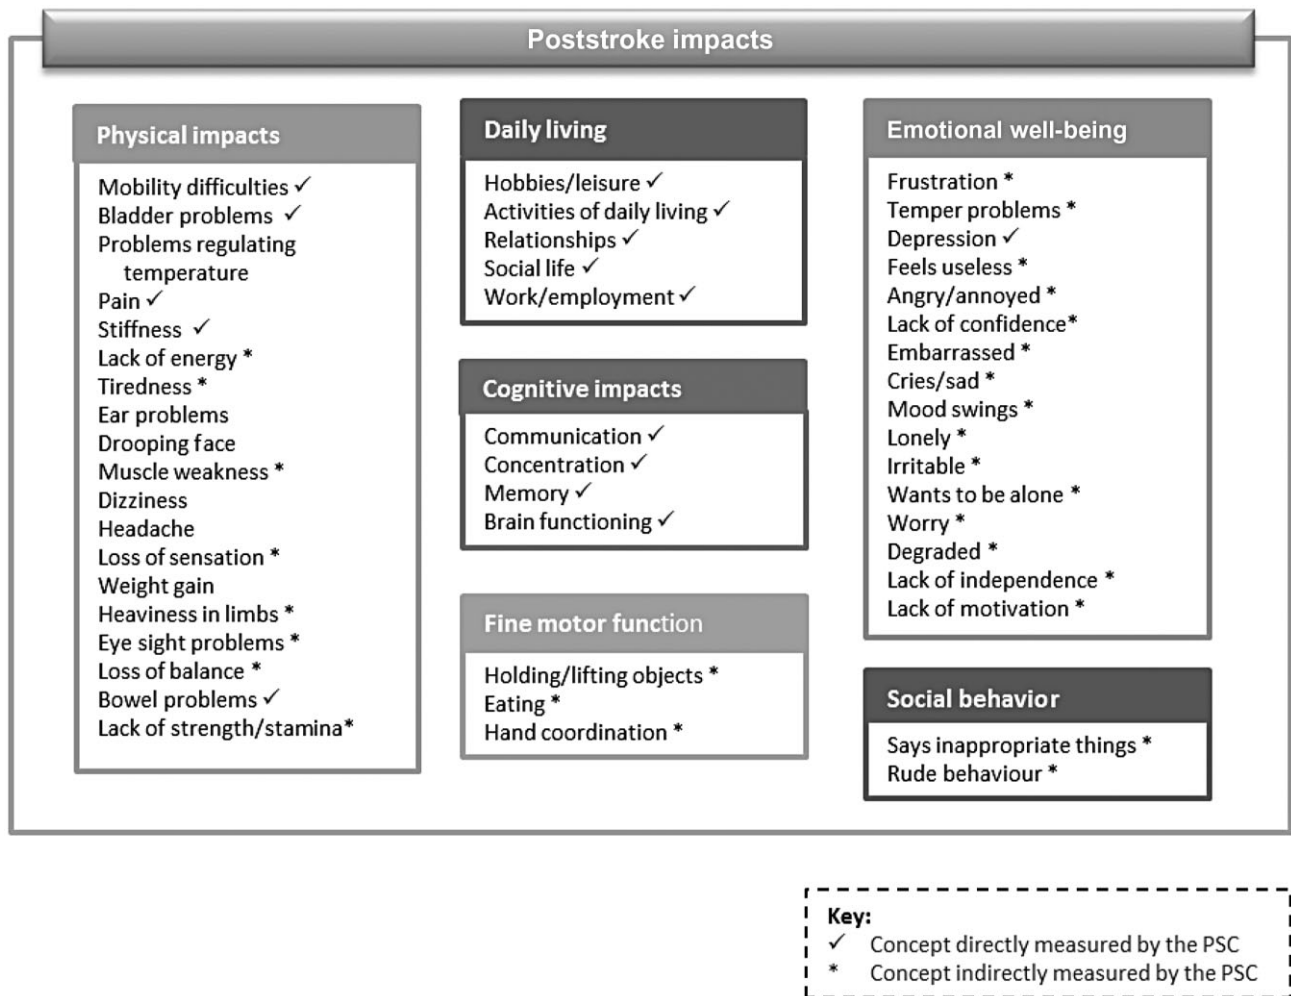 Poststroke impacts
Physical impacts
Mobility difficulties ✓
Bladder problems ✓
Problems regulating
temperature
Pain ✓
Stiffness ✓
Lack of energy *
Tiredness *
Ear problems
Drooping face
Muscle weakness *
Dizziness
Headache
Loss of sensation *
Weight gain
Heaviness in limbs *
Eye sight problems *
Loss of balance *
Bowel problems ✓
Lack of strength/stamina*
Daily living
Hobbies/leisure ✓
Activities of daily living ✓
Relationships ✓
Social life ✓
Work/employment ✓
Cognitive impacts
Communication ✓
Concentration ✓
Memory ✓
Brain functioning ✓
Fine motor function
Holding/lifting objects *
Eating *
Hand coordination *
Emotional well-being
Frustration *
Temper problems *
Depression ✓
Feels useless *
Angry/annoyed *
Lack of confidence*
Embarrassed *
Cries/sad *
Mood swings *
Lonely *
Irritable *
Wants to be alone *
Worry *
Degraded *
Lack of independence *
Lack of motivation *
Social behavior
Says inappropriate things *
Rude behaviour *
Key:
✓ Concept directly measured by the PSC
* Concept indirectly measured by the PSC